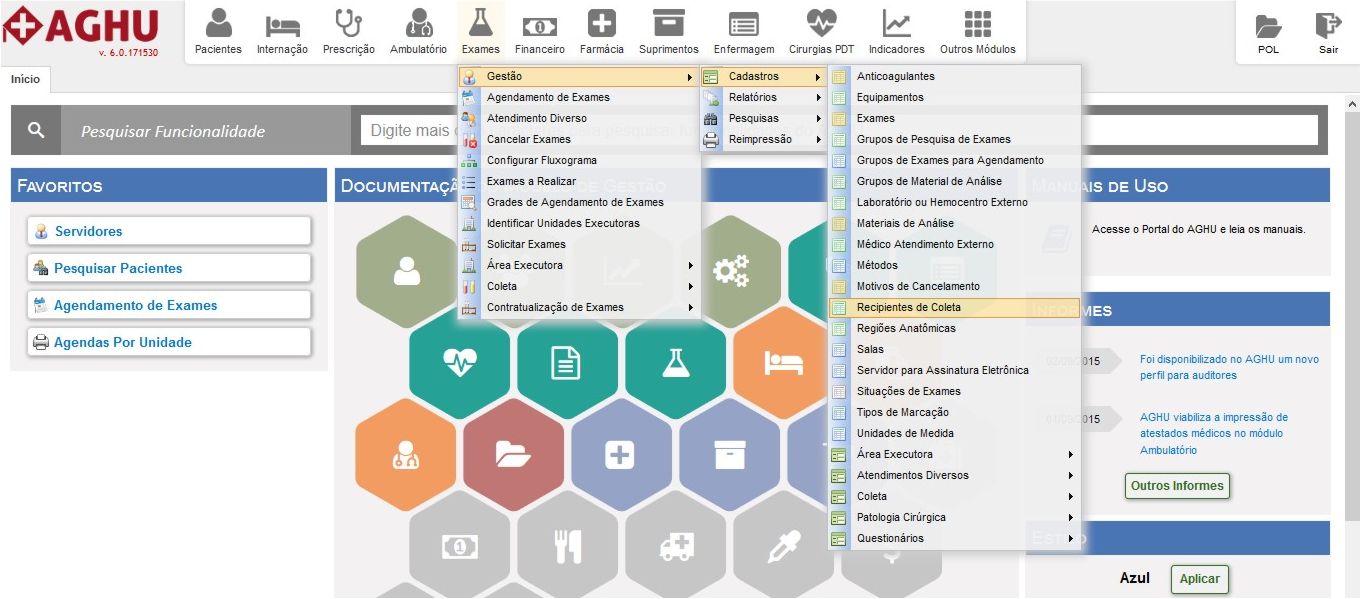 AGHU
v. 6.0.171530
Pacientes
Internação
Prescrição
Ambulatório
Exames
Financeiro
Farmácia
Suprimentos
Enfermagem
Cirurgias PDT
Indicadores
Outros Módulos
POL
Sair
Início
Pesquisar Funcionalidade
Digite mais
FAVORITOS
Servidores
Pesquisar Pacientes
Agendamento de Exames
Agendas Por Unidade
Gestão
Agendamento de Exames
Atendimento Diverso
Cancelar Exames
Configurar Fluxograma
Exames a Realizar
Grades de Agendamento de Exames
Identificar Unidades Executoras
Solicitar Exames
Área Executora
Coleta
Contratualização de Exames
Cadastros
Relatórios
Pesquisas
Reimpressão
Anticoagulantes
Equipamentos
Exames
Grupos de Pesquisa de Exames
Grupos de Exames para Agendamento
Grupos de Material de Análise
Laboratório ou Hemocentro Externo
Materiais de Análise
Médico Atendimento Externo
Métodos
Motivos de Cancelamento
Recipientes de Coleta
Regiões Anatômicas
Salas
Servidor para Assinatura Eletrônica
Situações de Exames
Tipos de Marcação
Unidades de Medida
Área Executora
Atendimentos Diversos
Coleta
Patologia Cirúrgica
Questionários
MANUAIS DE USO
Acesse o Portal do AGHU e leia os manuais.
INFORMES
02/09/2015
Foi disponibilizado no AGHU um novo
perfil para auditores
01/09/2015
AGHU viabiliza a impressão de
atestados médicos no módulo
Ambulatório
Outros Informes
ESTILO
Azul
Aplicar